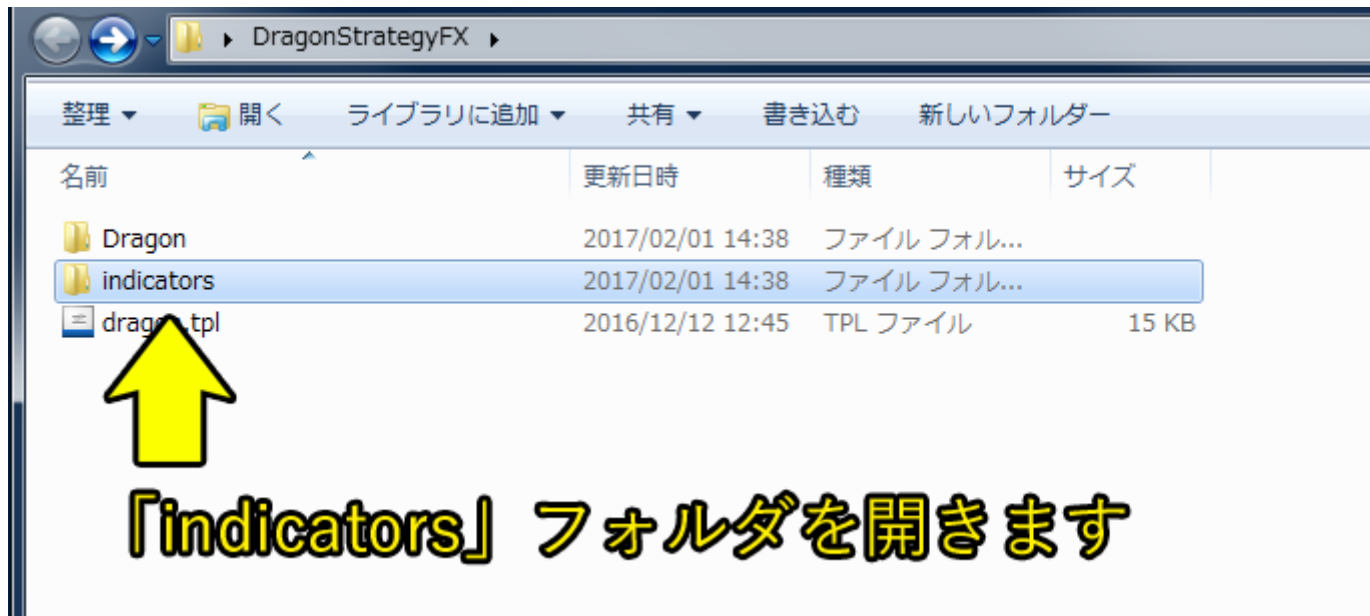 DragonStrategyFX
整理 開く ライブラリに追加 共有 書き込む 新しいフォルダー
名前 更新日時 種類 サイズ
Dragon 2017/02/01 14:38 ファイル フォル...
indicators 2017/02/01 14:38 ファイル フォル...
dragon.tpl 2016/12/12 12:45 TPL ファイル 15 KB
「indicators」フォルダを開きます